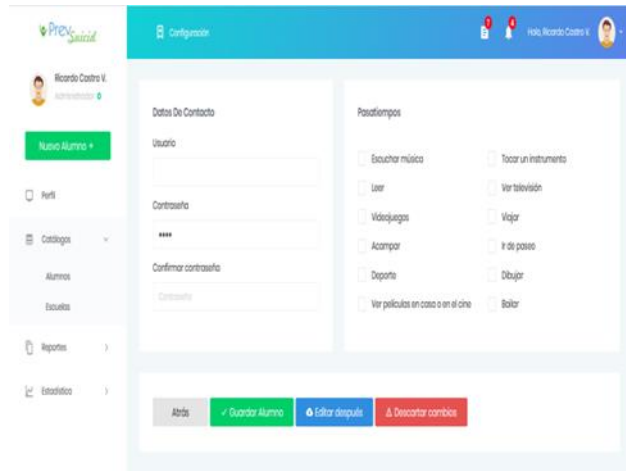 PrevSuicid
Configuración
7
4
Hola, Ricardo Castro V.
Ricardo Castro V.
Administrador
Nuevo Alumno +
Perfil
Catálogos
Alumnos
Escuelas
Reportes
Estadística
Datos De Contacto
Usuario
Contraseña
****
Confirmar contraseña
Contraseña
Pasatiempos
Escuchar música
Tocar un instrumento
Leer
Ver televisión
Videojuegos
Viajar
Acampar
Ir de paseo
Deporte
Dibujar
Ver películas en casa o en el cine
Bailar
Atrás
Guardar Alumno
Editar después
Descartar cambios